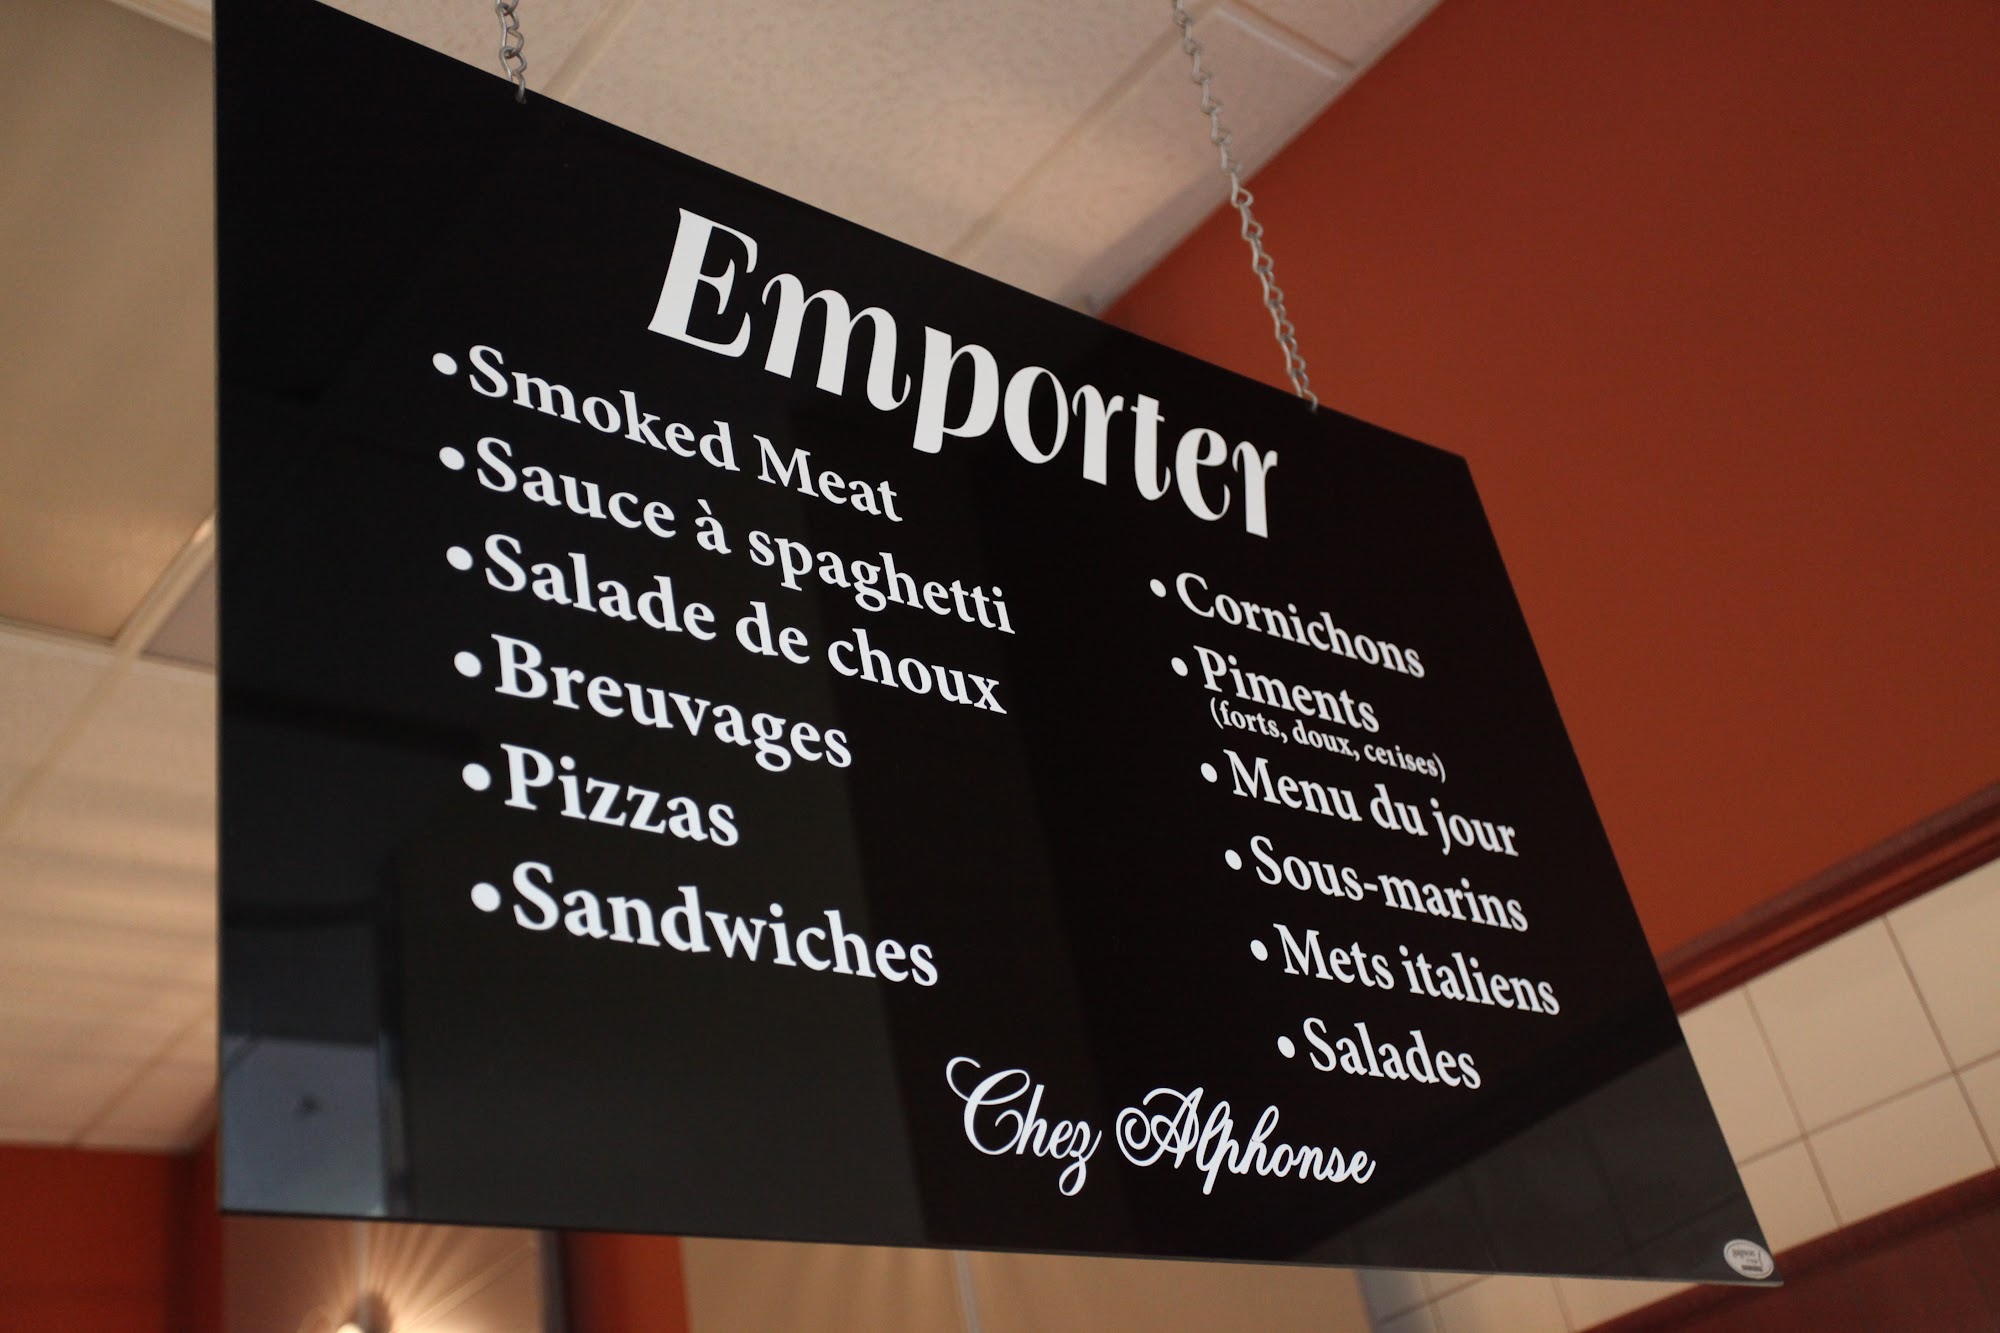 Emporter
• Smoked Meat
• Sauce à spaghetti
• Salade de choux
• Breuvages
• Pizzas
• Sandwiches
• Cornichons
• Piments
(forts, doux, cerises)
• Menu du jour
• Sous-marins
• Mets italiens
• Salades
Chez Alphonse